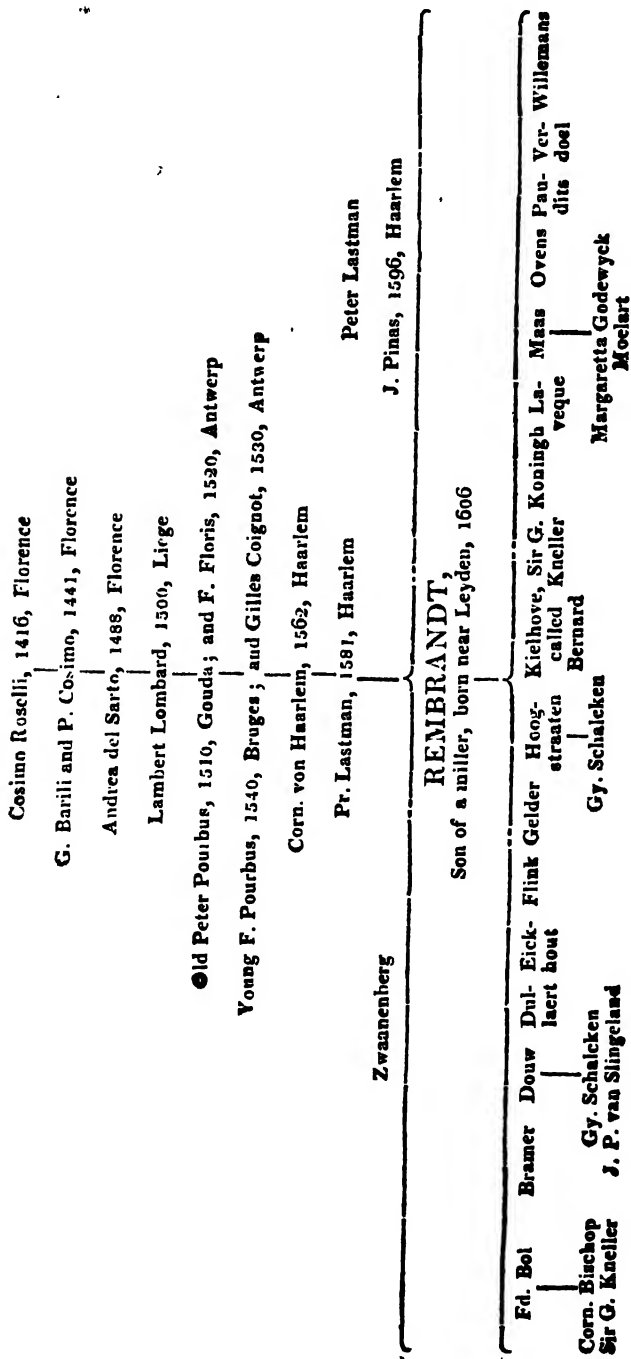 Cosimo Roselli, 1416, Florence
G. Barili and P. Cosimo, 1441, Florence
Andrea del Sarto, 1488, Florence
Lambert Lombard, 1500, Liege
Old Peter Pourbus, 1510, Gouda; and F. Floris, 1520, Antwerp
Young F. Pourbus, 1540, Bruges; and Gilles Coignot, 1530, Antwerp
Corn. von Haarlem, 1562, Haarlem
Pr. Lastman, 1581, Haarlem
Zwaanenberg
Peter Lastman
J. Pinas, 1596, Haarlem
REMBRANDT,
Son of a miller, born near Leyden, 1606
Fd. Bol Bramer Douw Dul- Eick- Flink Gelder Hoog- Kielhove, Sir G. Koningh La- Maas Ovens Pau- Ver- Willemans
laert hout straaten called Kneller veque dits doel
Bernard
Corn. Bischop Gy. Schalcken Gy. Schalcken Margaretta Godewyck
Sir G. Kneller J. P. van Slingeland Moelart